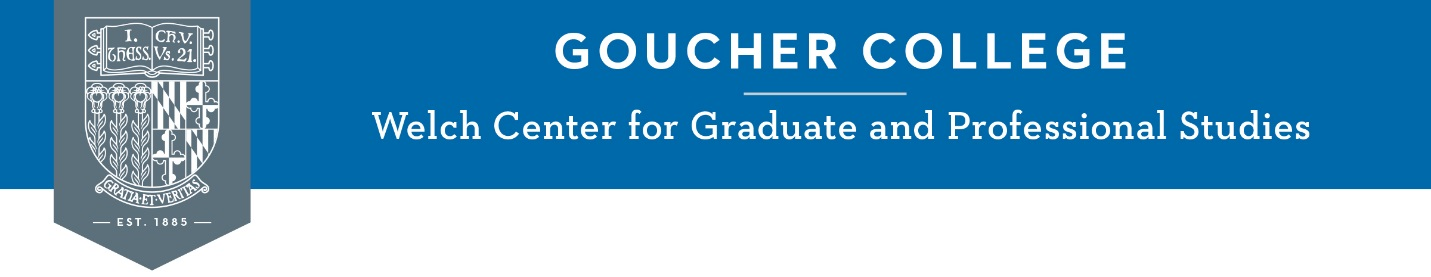 I. Ch.V.
Thess. Vs. 21.
GRATIA·ET·VERITAS
EST. 1885
GOUCHER COLLEGE
Welch Center for Graduate and Professional Studies